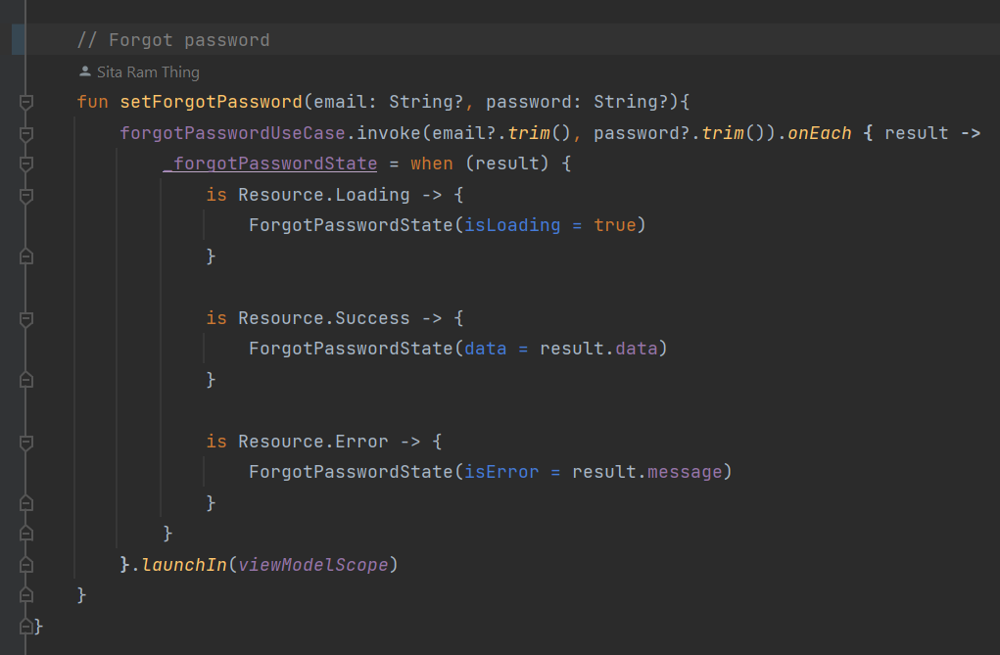 // Forgot password
Sita Ram Thing
fun setForgotPassword(email: String?, password: String?){
forgotPasswordUseCase.invoke(email?.trim(), password?.trim()).onEach { result ->
_forgotPasswordState = when (result) {
is Resource.Loading -> {
ForgotPasswordState(isLoading = true)
}
is Resource.Success -> {
ForgotPasswordState(data = result.data)
}
is Resource.Error -> {
ForgotPasswordState(isError = result.message)
}
}
}.launchIn(viewModelScope)
}
}